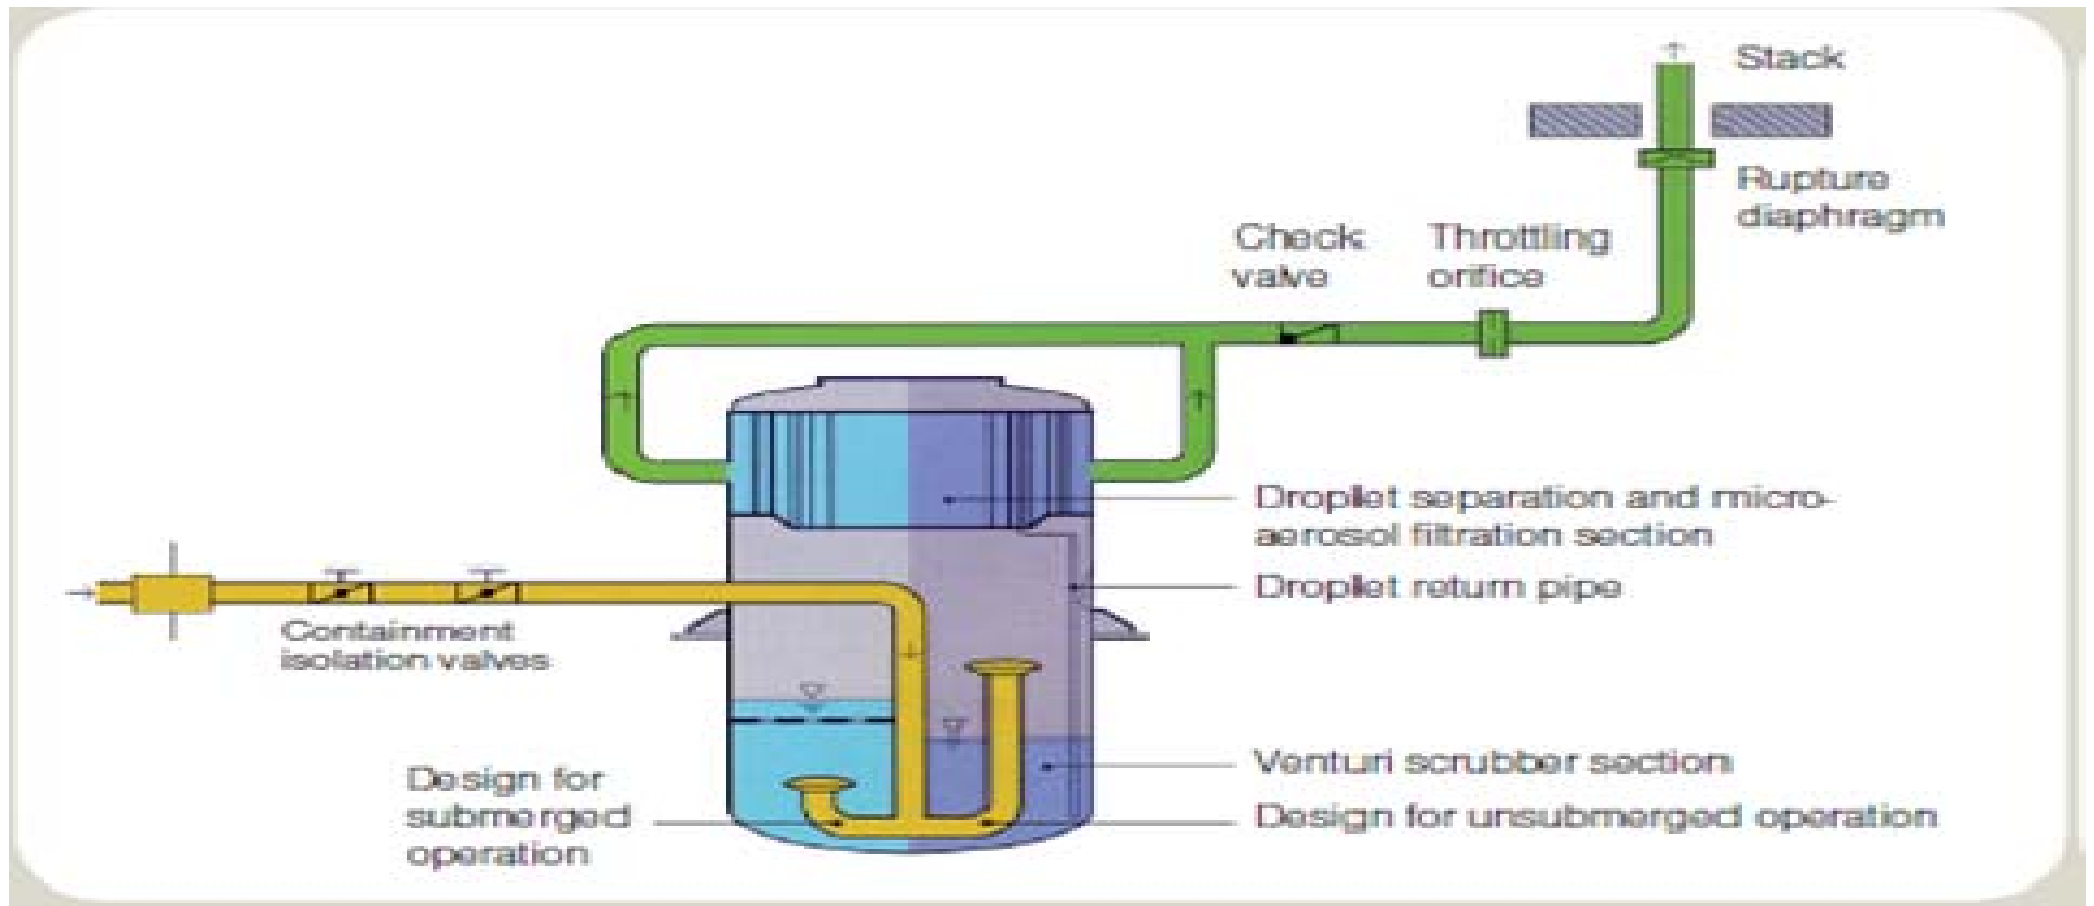 Stack
Rupture
diaphragm
Check
valve
Throttling
orifice
Droplet separation and micro-
aerosol filtration section
Droplet return pipe
Containment
isolation valves
Venturi scrubber section
Design for
submerged
operation
Design for unsubmerged operation